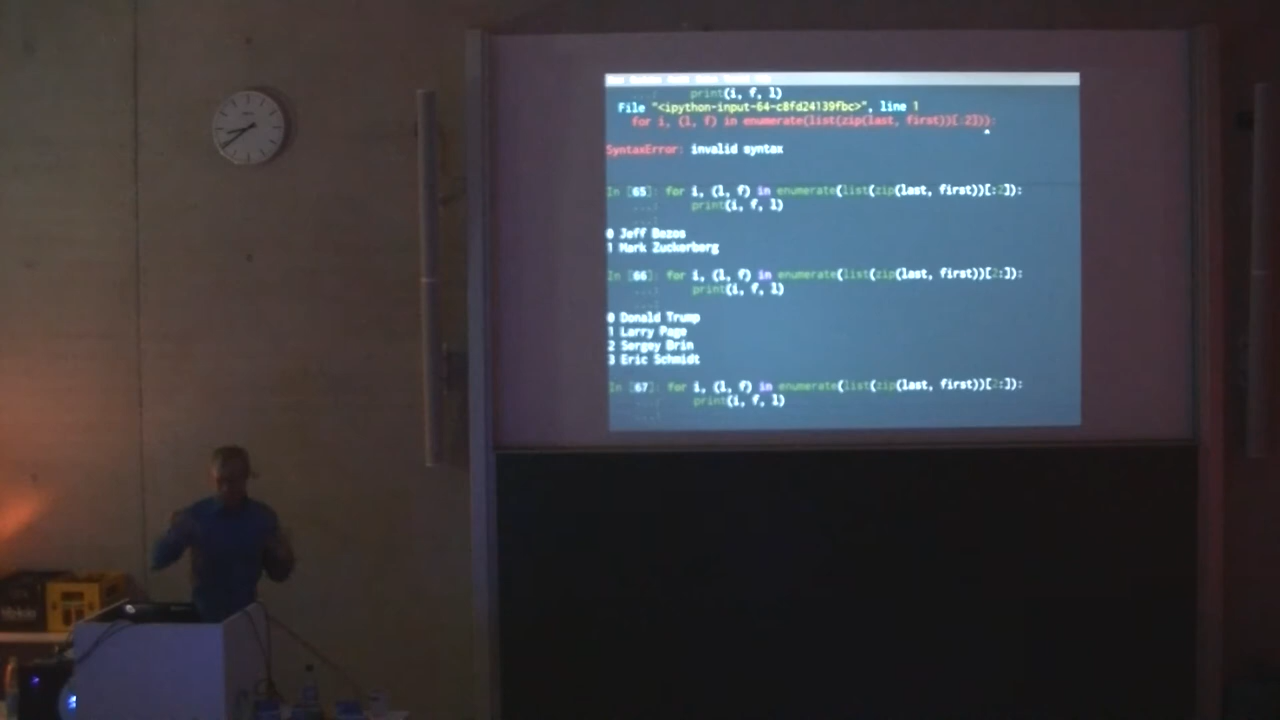 ...: print(i, f, l)
File "<ipython-input-64-c8fd24139fbc>", line 1
for i, (l, f) in enumerate(list(zip(last, first))[:2])):
^
SyntaxError: invalid syntax
In [65]: for i, (l, f) in enumerate(list(zip(last, first))[:2]):
...: print(i, f, l)
...:
0 Jeff Bezos
1 Mark Zuckerberg
In [66]: for i, (l, f) in enumerate(list(zip(last, first))[2:]):
...: print(i, f, l)
...:
0 Donald Trump
1 Larry Page
2 Sergey Brin
3 Eric Schmidt
In [67]: for i, (l, f) in enumerate(list(zip(last, first))[2:]):
...: print(i, f, l)